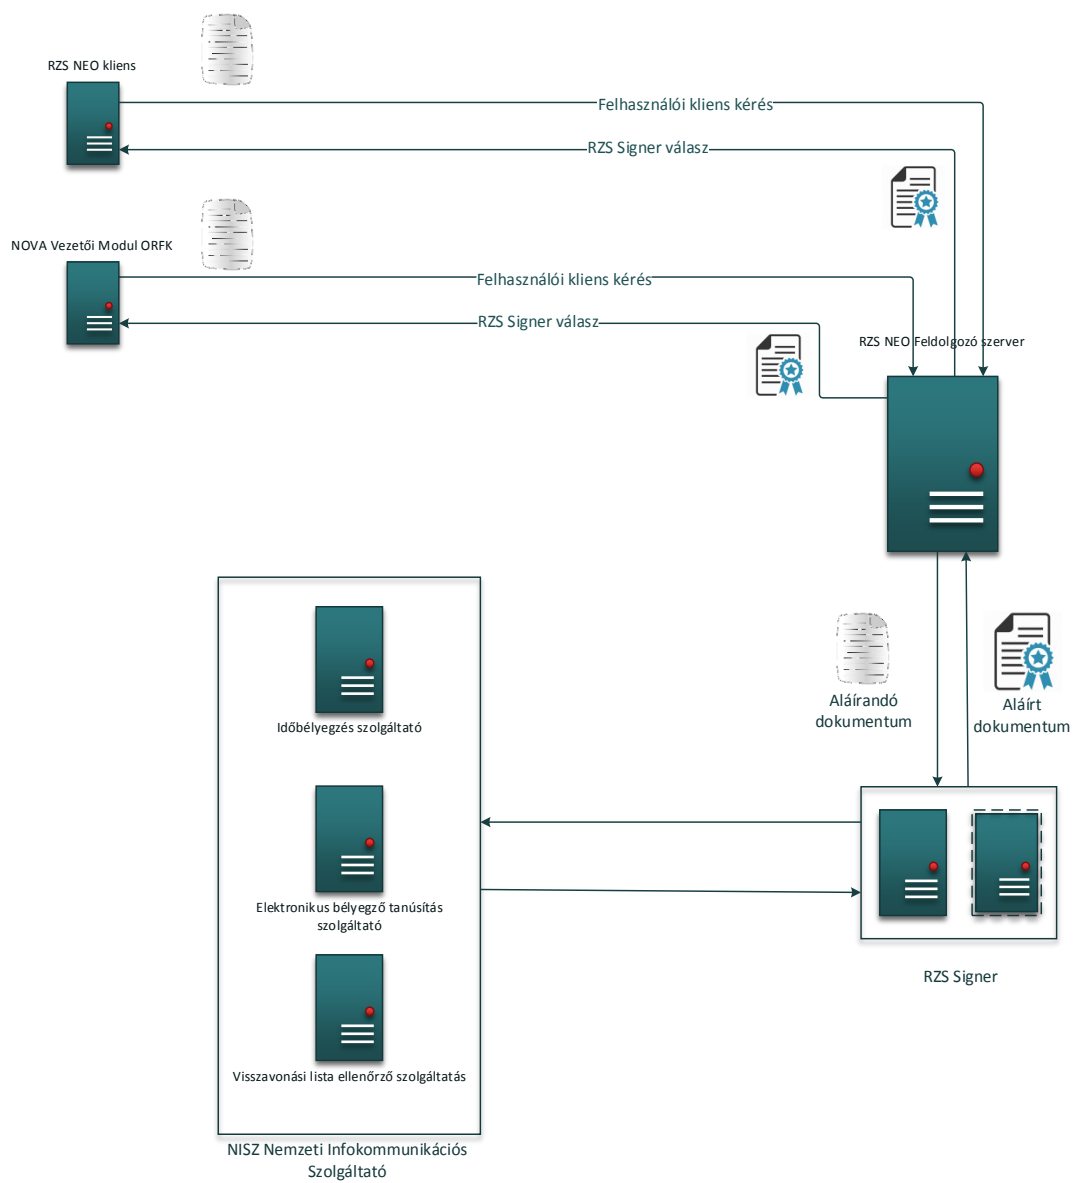 RZS NEO kliens
Felhasználói kliens kérés
RZS Signer válasz
NOVA Vezetői Modul ORFK
Felhasználói kliens kérés
RZS Signer válasz
RZS NEO Feldolgozó szerver
Aláírandó
dokumentum
Aláírt
dokumentum
Időbélyegzés szolgáltató
Elektronikus bélyegző tanúsítás
szolgáltató
RZS Signer
Visszavonási lista ellenőrző szolgáltatás
NISZ Nemzeti Infokommunikációs
Szolgáltató